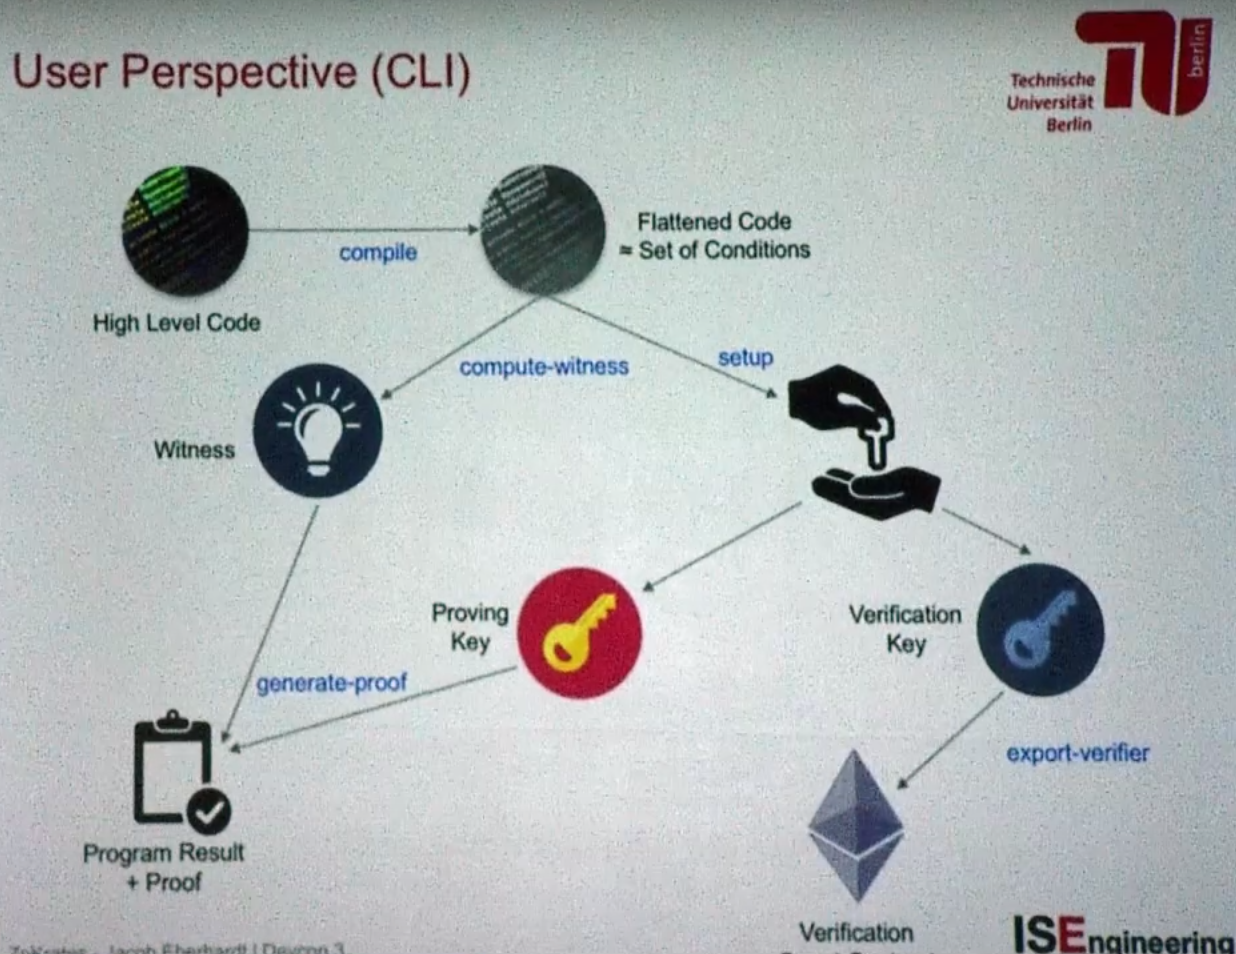 User Perspective (CLI)
berlin
Technische
Universität
Berlin
compile
Flattened Code
≈ Set of Conditions
High Level Code
compute-witness
setup
Witness
Proving
Key
Verification
Key
generate-proof
export-verifier
Program Result
+ Proof
Verification
ISEngineering
ZoKrates - Jacob Eberhardt | Devcon 3